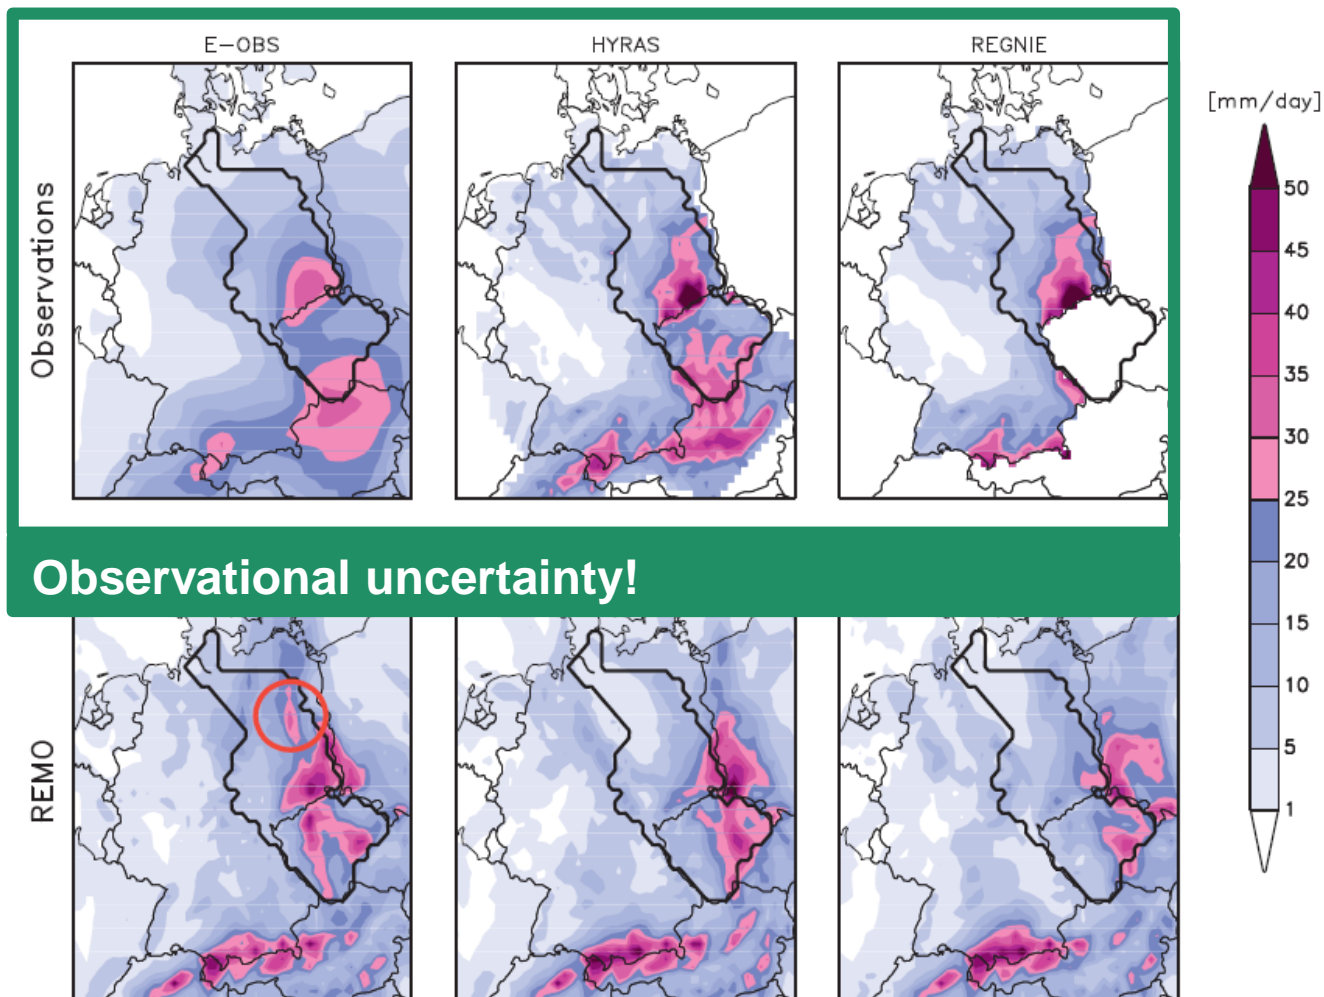 E-OBS
HYRAS
REGNIE
[mm/day]
Observations
50
45
40
35
30
25
20
15
10
5
1
Observational uncertainty!
REMO